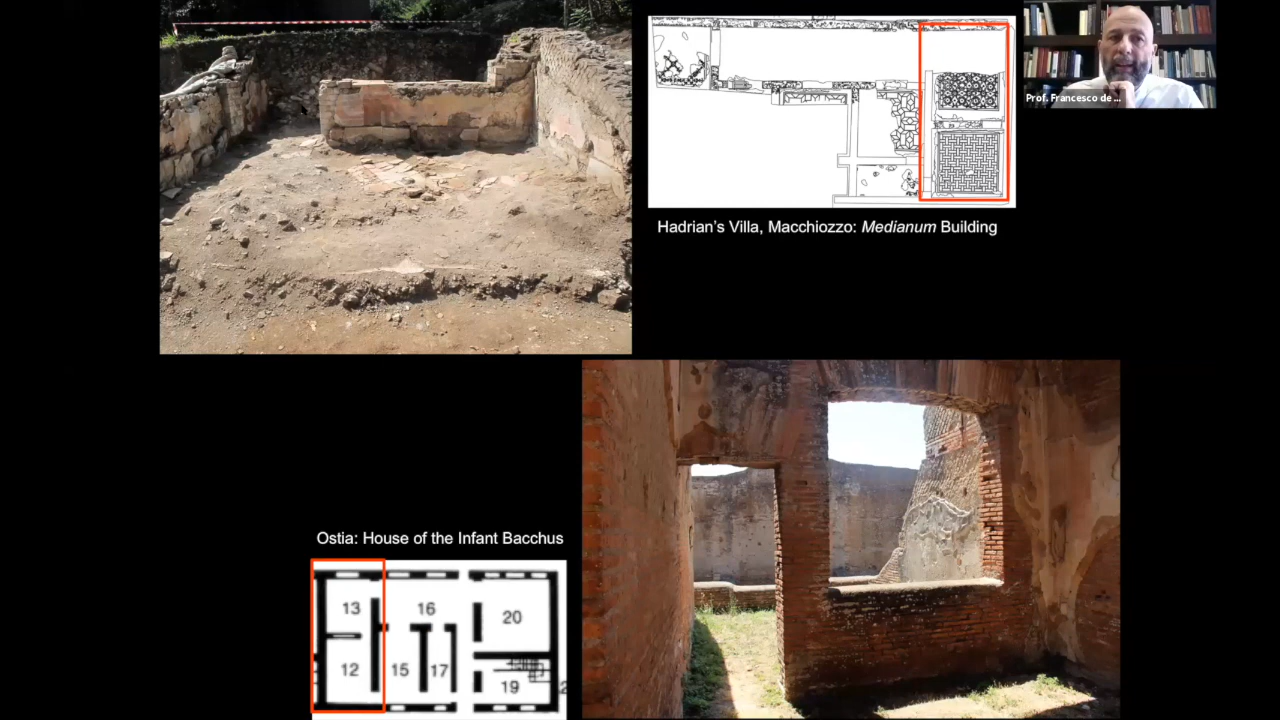 Prof. Francesco de ...
Hadrian's Villa, Macchiozzo: Medianum Building
Ostia: House of the Infant Bacchus
13
16
20
12
15
17
19
2